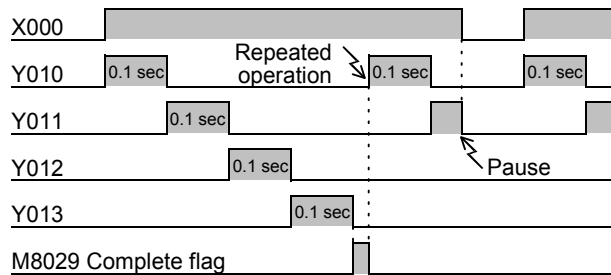 X000
Repeated
operation
Y010
0.1 sec
0.1 sec
0.1 sec
Y011
0.1 sec
Pause
Y012
0.1 sec
Y013
0.1 sec
M8029 Complete flag